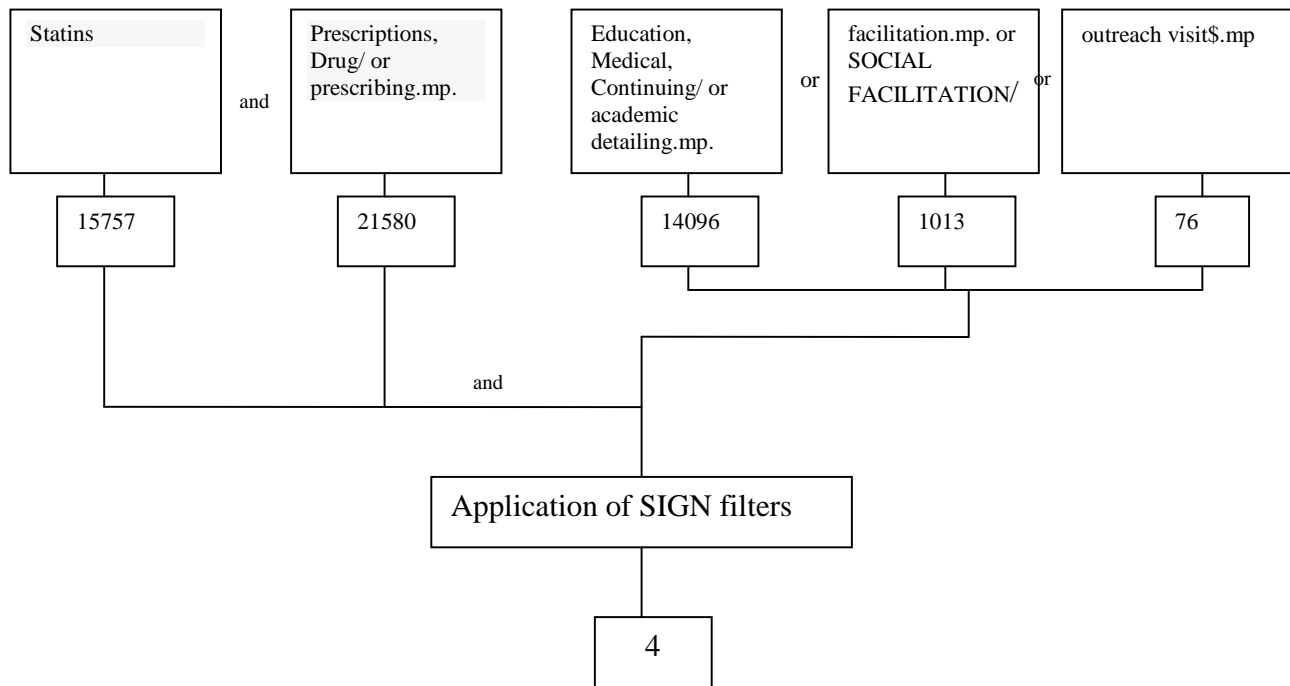 Statins
and
Prescriptions,
Drug/ or
prescribing.mp.
Education,
Medical,
Continuing/ or
academic
detailing.mp.
or
facilitation.mp. or
SOCIAL
FACILITATION/
or
outreach visit$.mp
15757
21580
14096
1013
76
and
Application of SIGN filters
4